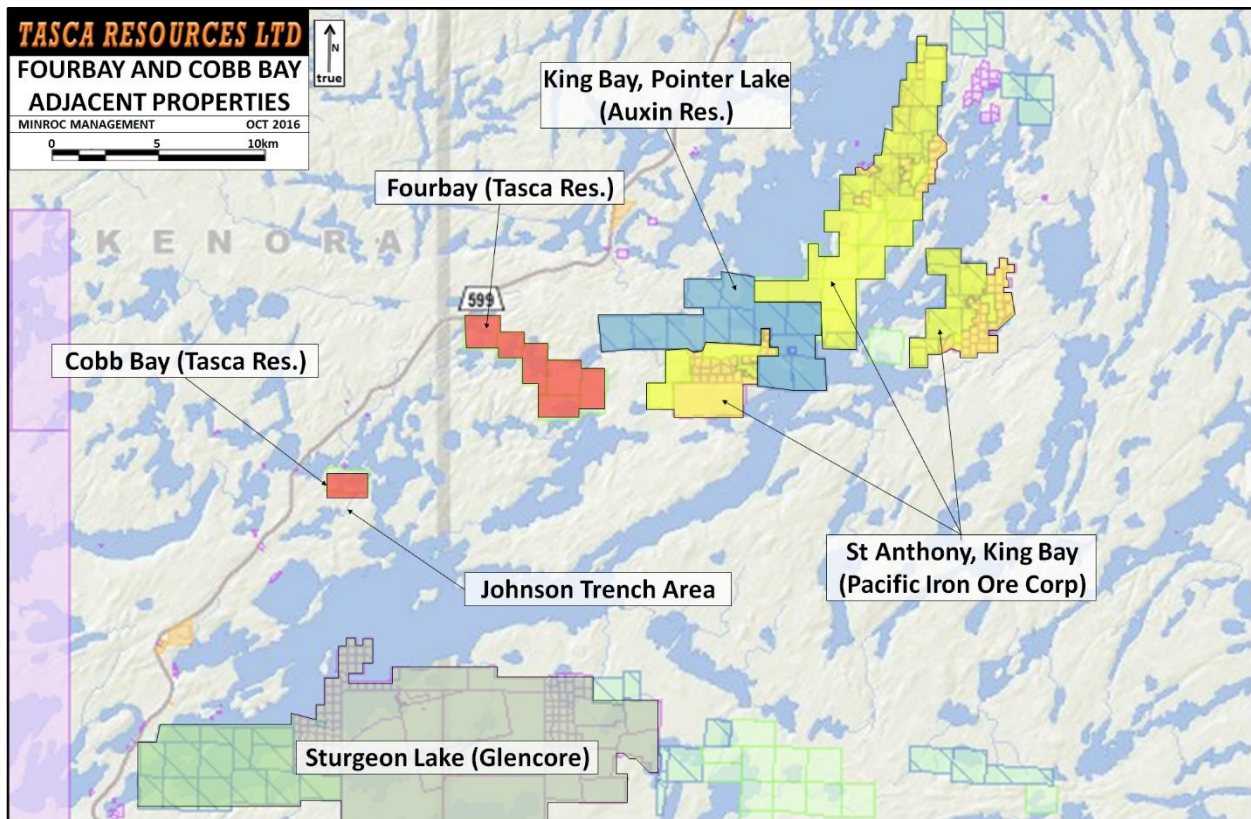 TASCA RESOURCES LTD
FOURBAY AND COBB BAY
ADJACENT PROPERTIES
MINROC MANAGEMENT OCT 2016
0 5 10km
N
true
King Bay, Pointer Lake
(Auxin Res.)
Fourbay (Tasca Res.)
KENORA
599
Cobb Bay (Tasca Res.)
St Anthony, King Bay
(Pacific Iron Ore Corp)
Johnson Trench Area
Sturgeon Lake (Glencore)